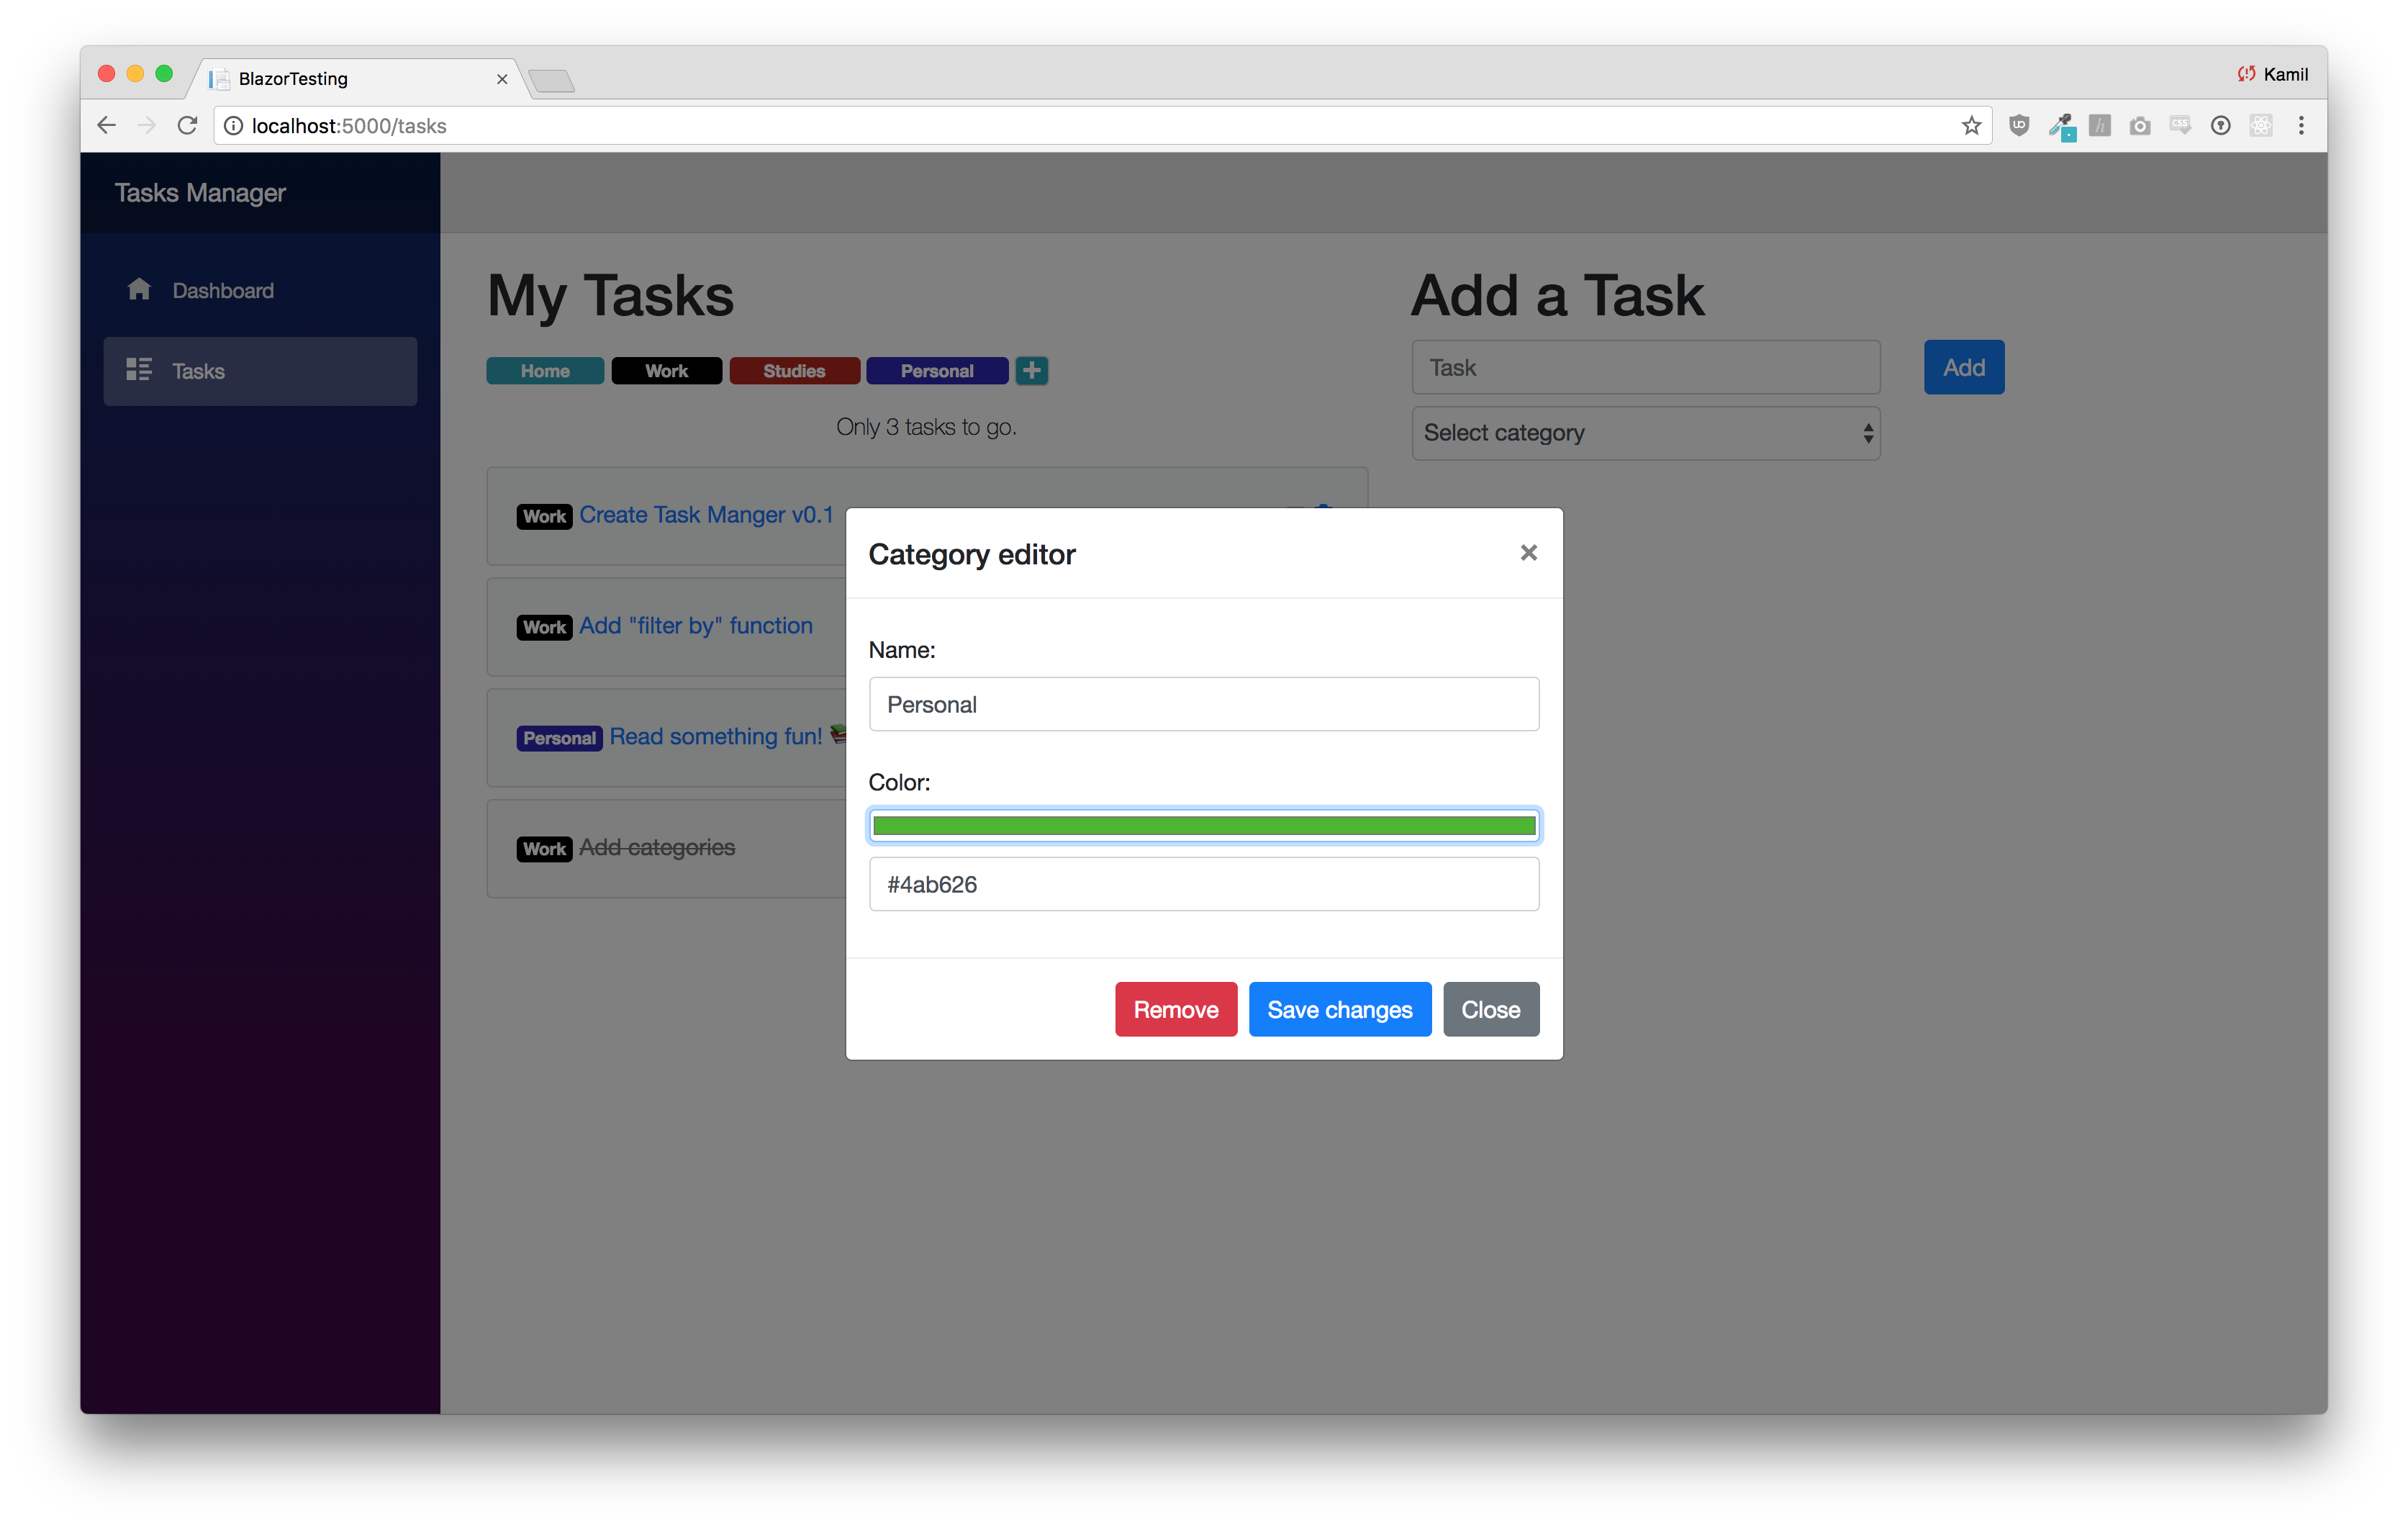 BlazorTesting
Kamil
localhost:5000/tasks
Tasks Manager
Dashboard
Tasks
My Tasks
Home
Work
Studies
Personal
Only 3 tasks to go.
Work Create Task Manger v0.1
Work Add "filter by" function
Personal Read something fun!
Work Add categories
Add a Task
Task
Add
Select category
Category editor
Name:
Personal
Color:
#4ab626
Remove
Save changes
Close